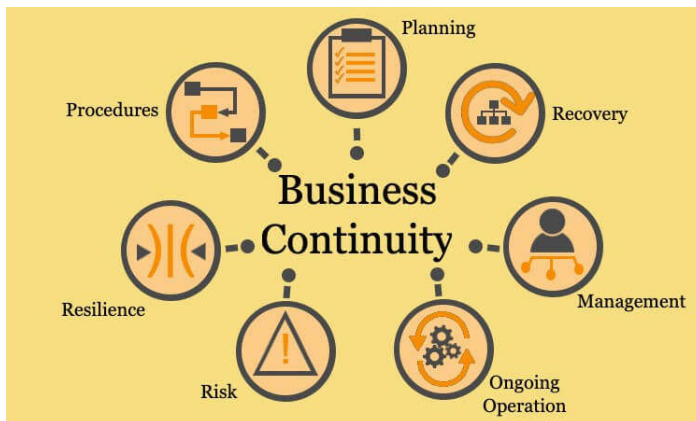 Planning
Procedures
Recovery
Business
Continuity
Resilience
Management
Risk
Ongoing
Operation